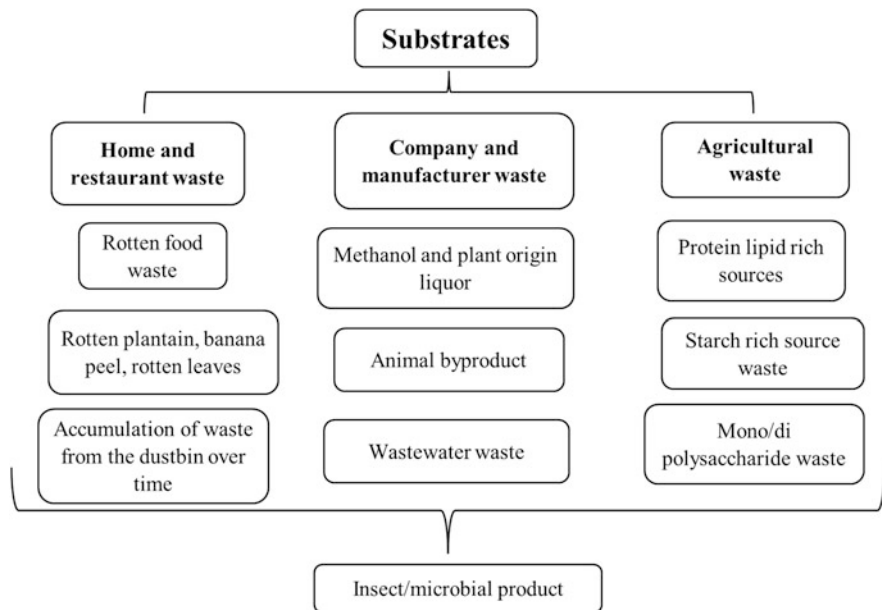 Substrates
Home and
restaurant waste
Rotten food
waste
Rotten plantain, banana
peel, rotten leaves
Accumulation of waste
from the dustbin over
time
Company and
manufacturer waste
Methanol and plant origin
liquor
Animal byproduct
Wastewater waste
Agricultural
waste
Protein lipid rich
sources
Starch rich source
waste
Mono/di
polysaccharide waste
Insect/microbial product